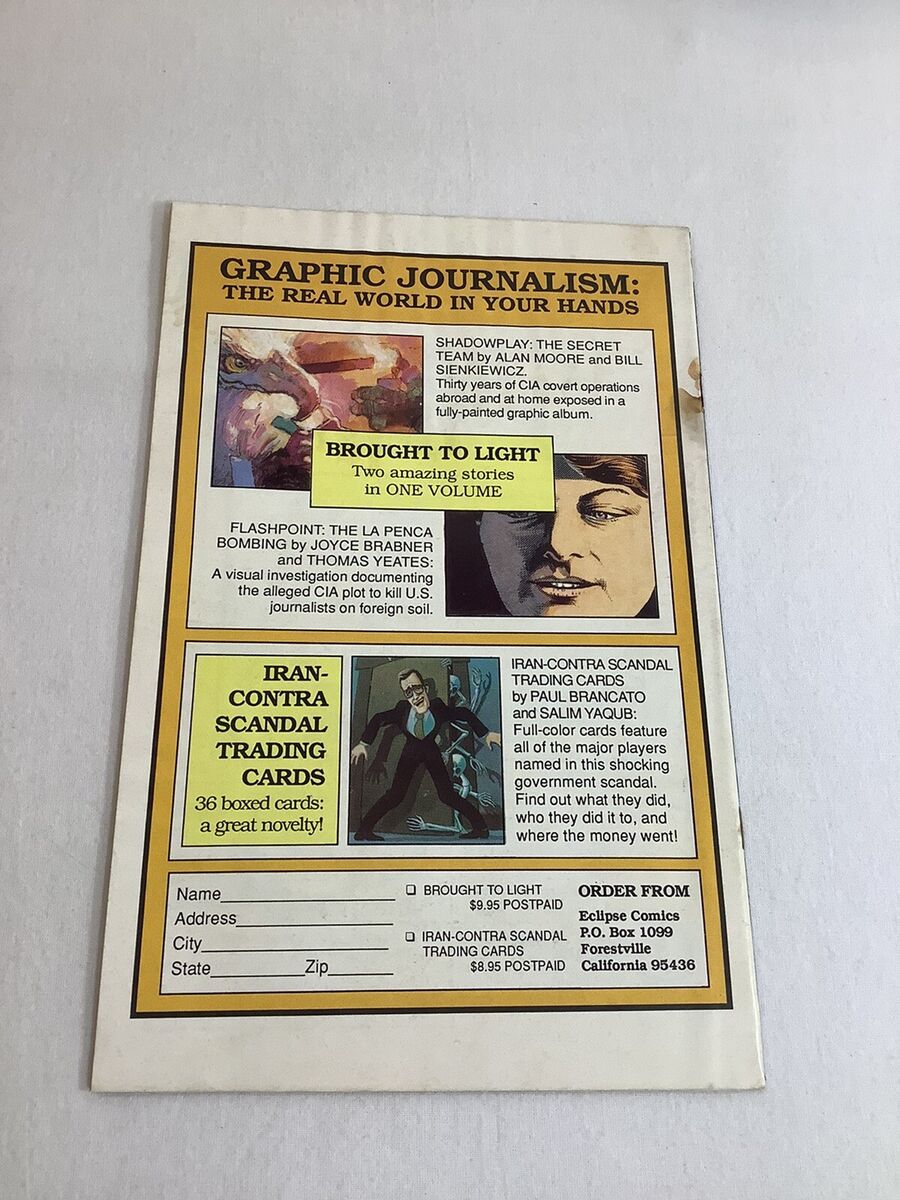 GRAPHIC JOURNALISM:
THE REAL WORLD IN YOUR HANDS
SHADOWPLAY: THE SECRET
TEAM by ALAN MOORE and BILL
SIENKIEWICZ.
Thirty years of CIA covert operations
abroad and at home exposed in a
fully-painted graphic album.
BROUGHT TO LIGHT
Two amazing stories
in ONE VOLUME
FLASHPOINT: THE LA PENCA
BOMBING by JOYCE BRABNER
and THOMAS YEATES:
A visual investigation documenting
the alleged CIA plot to kill U.S.
journalists on foreign soil.
IRAN-
CONTRA
SCANDAL
TRADING
CARDS
36 boxed cards:
a great novelty!
IRAN-CONTRA SCANDAL
TRADING CARDS
by PAUL BRANCATO
and SALIM YAQUB:
Full-color cards feature
all of the major players
named in this shocking
government scandal.
Find out what they did,
who they did it to, and
where the money went!
Name
Address
City
State Zip
BROUGHT TO LIGHT
$9.95 POSTPAID
IRAN-CONTRA SCANDAL
TRADING CARDS
$8.95 POSTPAID
ORDER FROM
Eclipse Comics
P.O. Box 1099
Forestville
California 95436